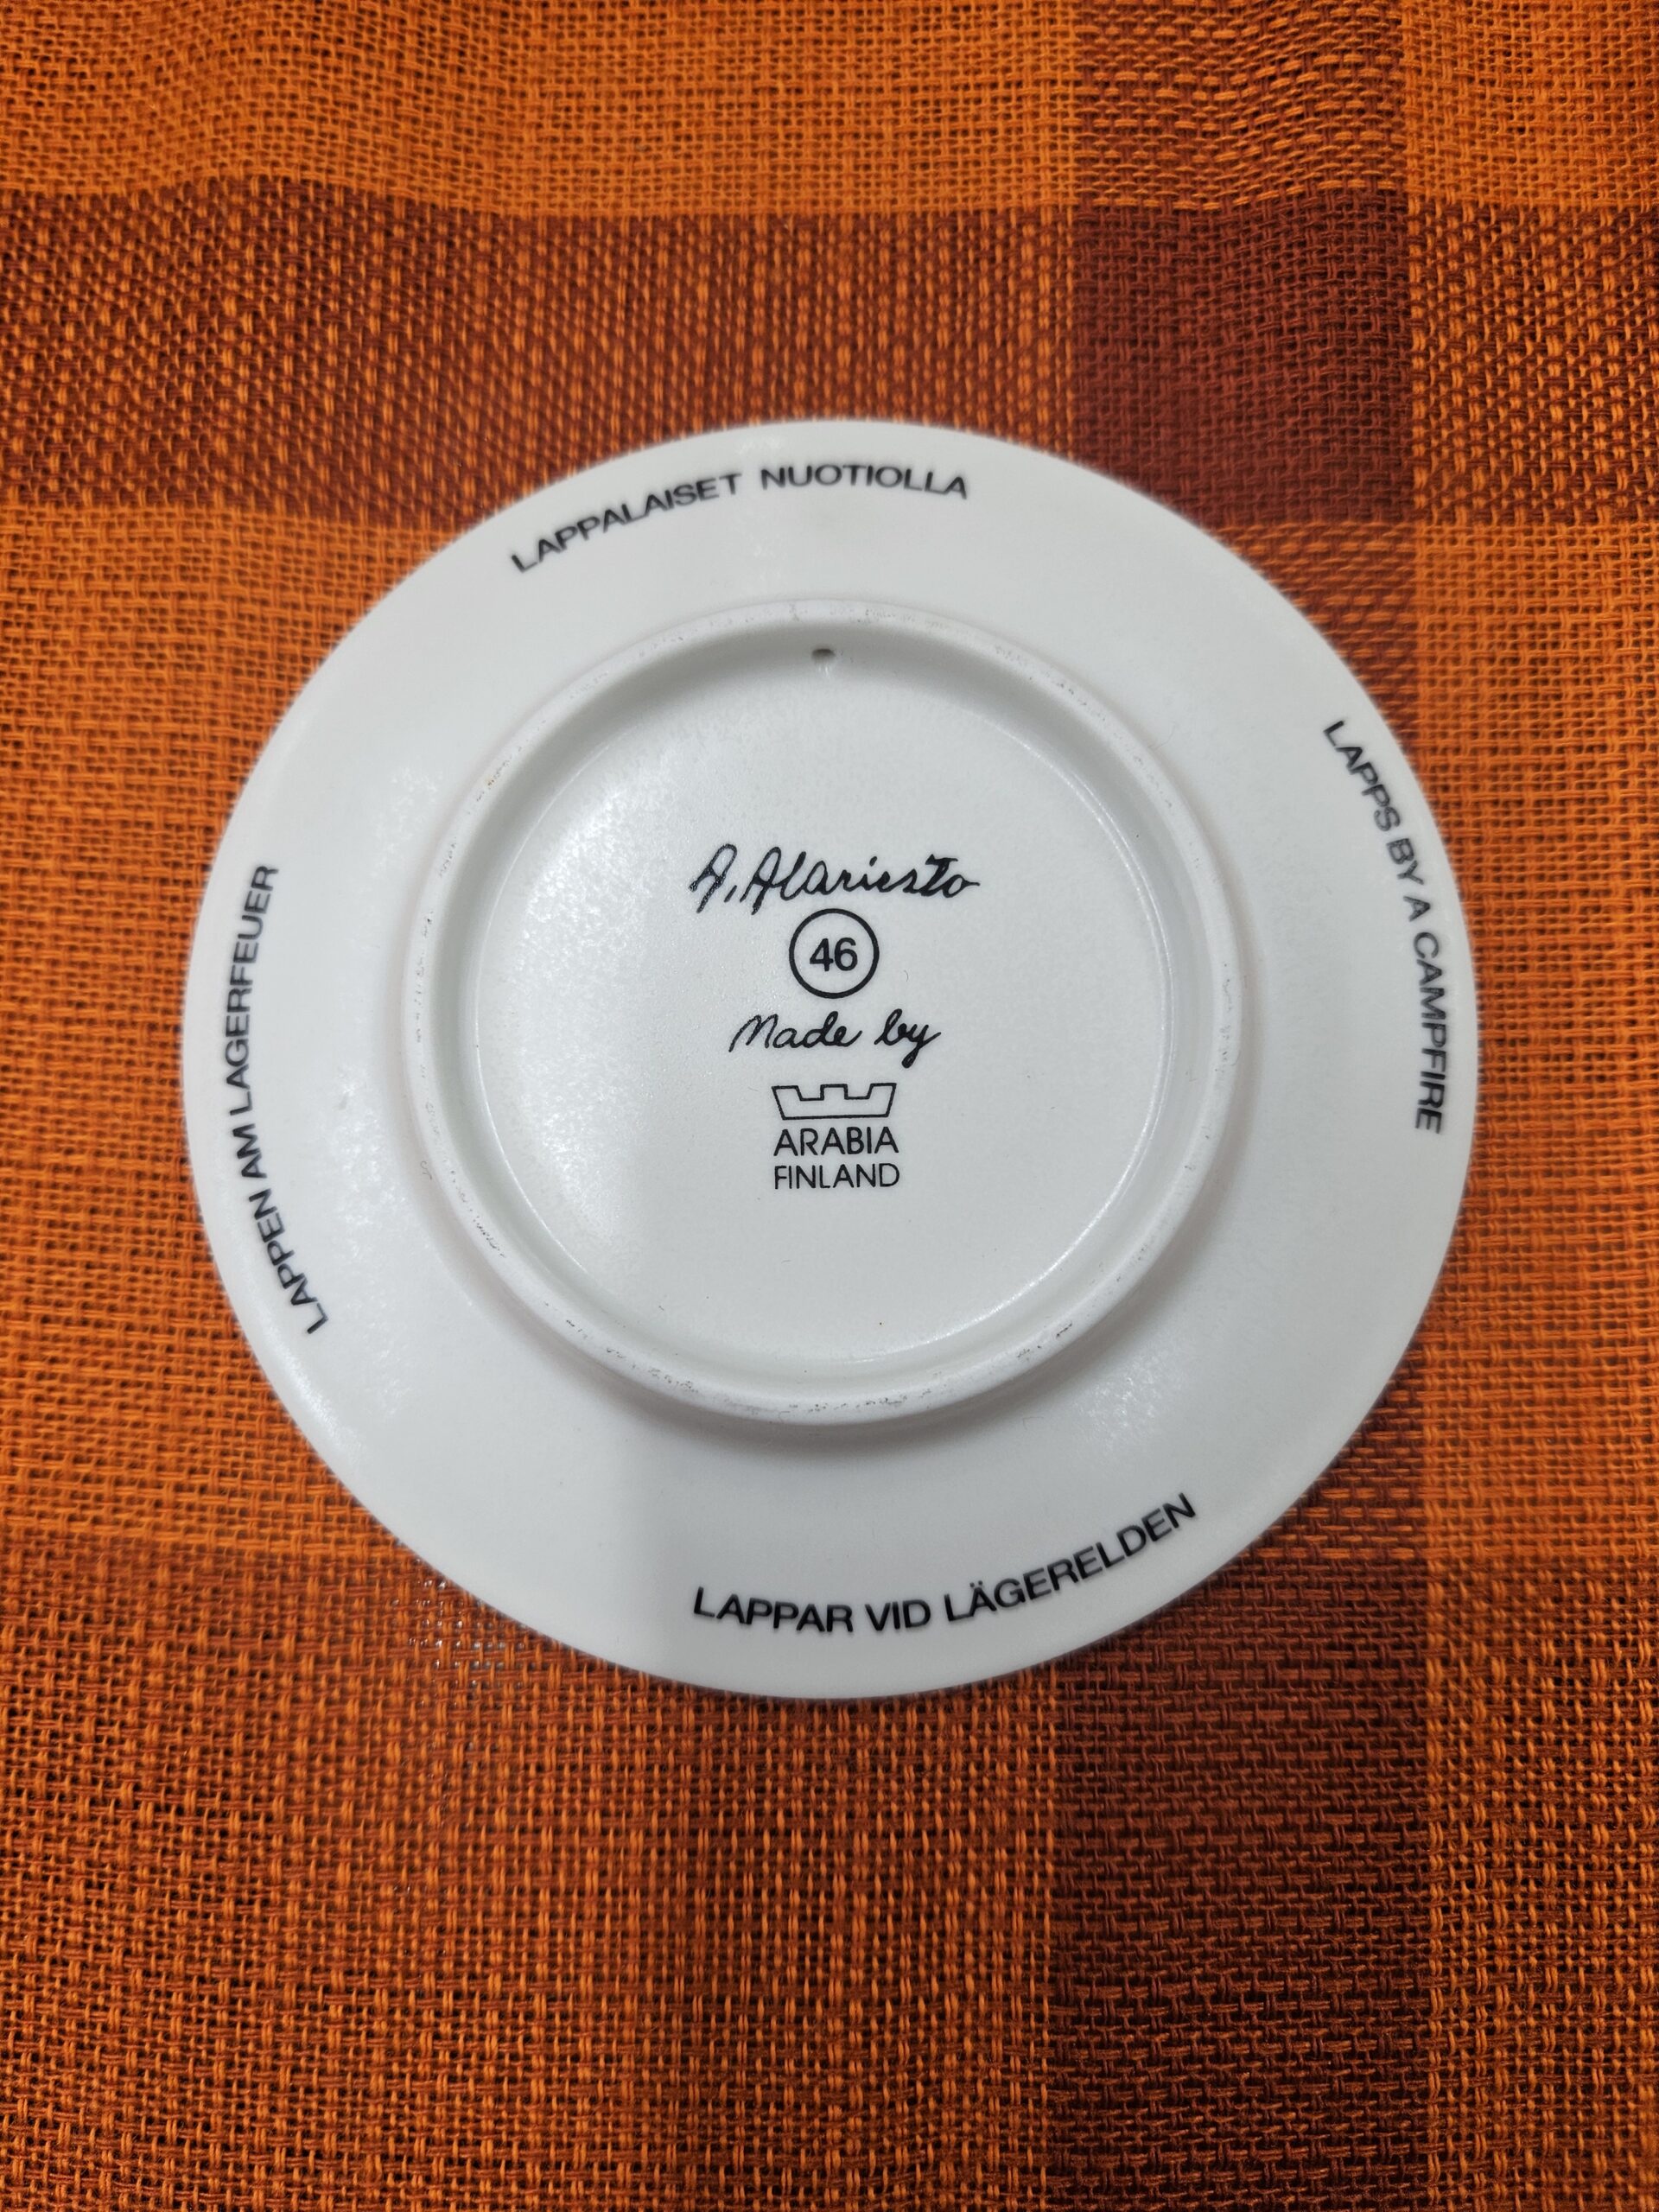 LAPPALAISET NUOTIOLLA
LAPPS BY A CAMPFIRE
LAPPAR VID LÄGERELDEN
LAPPEN AM LAGERFEUER
A. Alariesto
46
Made by
ARABIA
FINLAND